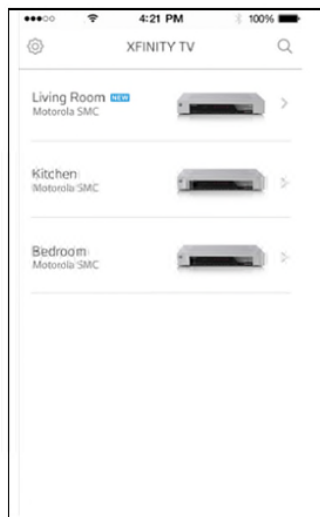 4:21 PM 100%
XFINITY TV
Living Room NEW
Motorola SMC
Kitchen
Motorola SMC
Bedroom
Motorola SMC